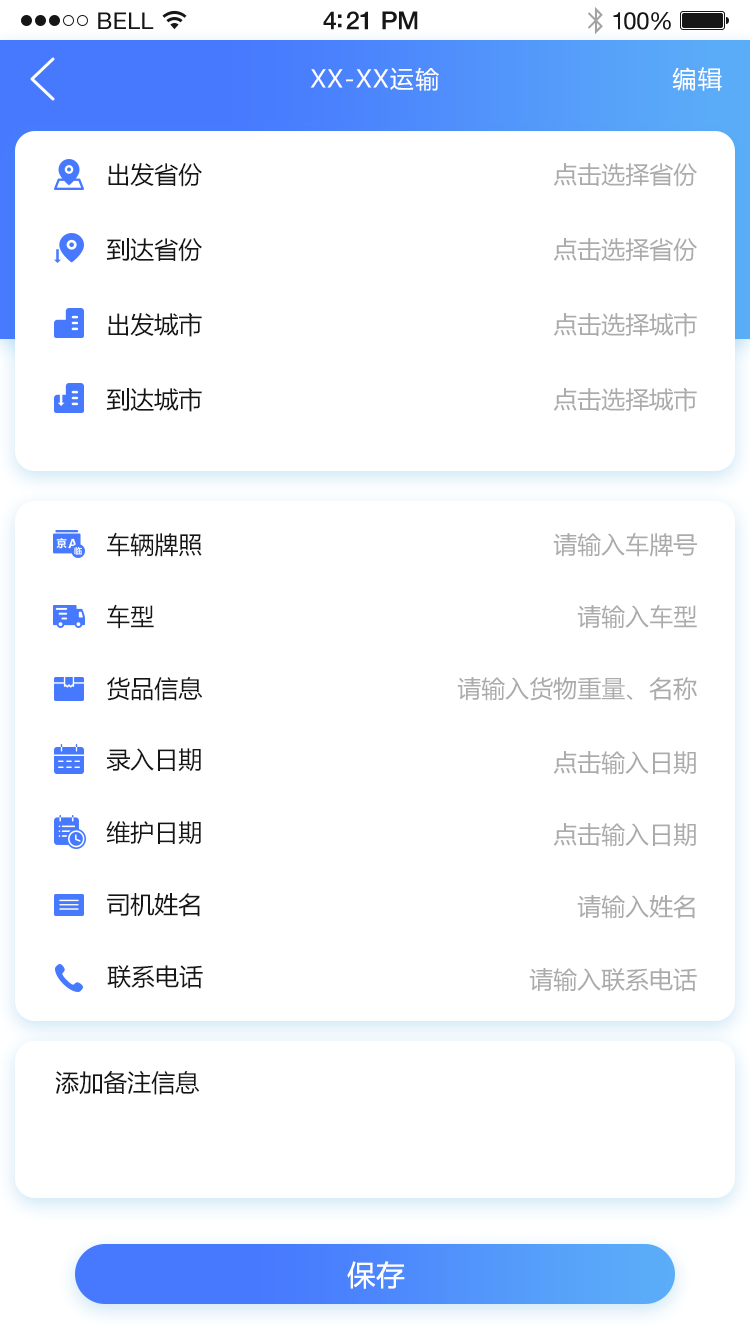 BELL 4:21 PM 100%
XX-XX运输 编辑
出发省份 点击选择省份
到达省份 点击选择省份
出发城市 点击选择城市
到达城市 点击选择城市
京A临
车辆牌照 请输入车牌号
车型 请输入车型
货品信息 请输入货物重量、名称
录入日期 点击输入日期
维护日期 点击输入日期
司机姓名 请输入姓名
联系电话 请输入联系电话
添加备注信息
保存